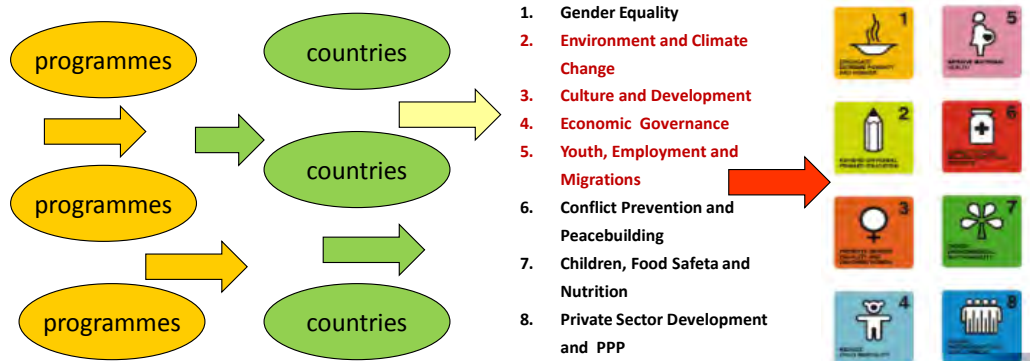 programmes
programmes
programmes
countries
countries
countries
1. Gender Equality
2. Environment and Climate
Change
3. Culture and Development
4. Economic Governance
5. Youth, Employment and
Migrations
6. Conflict Prevention and
Peacebuilding
7. Children, Food Safeta and
Nutrition
8. Private Sector Development
and PPP
1
5
2
6
3
7
4
8